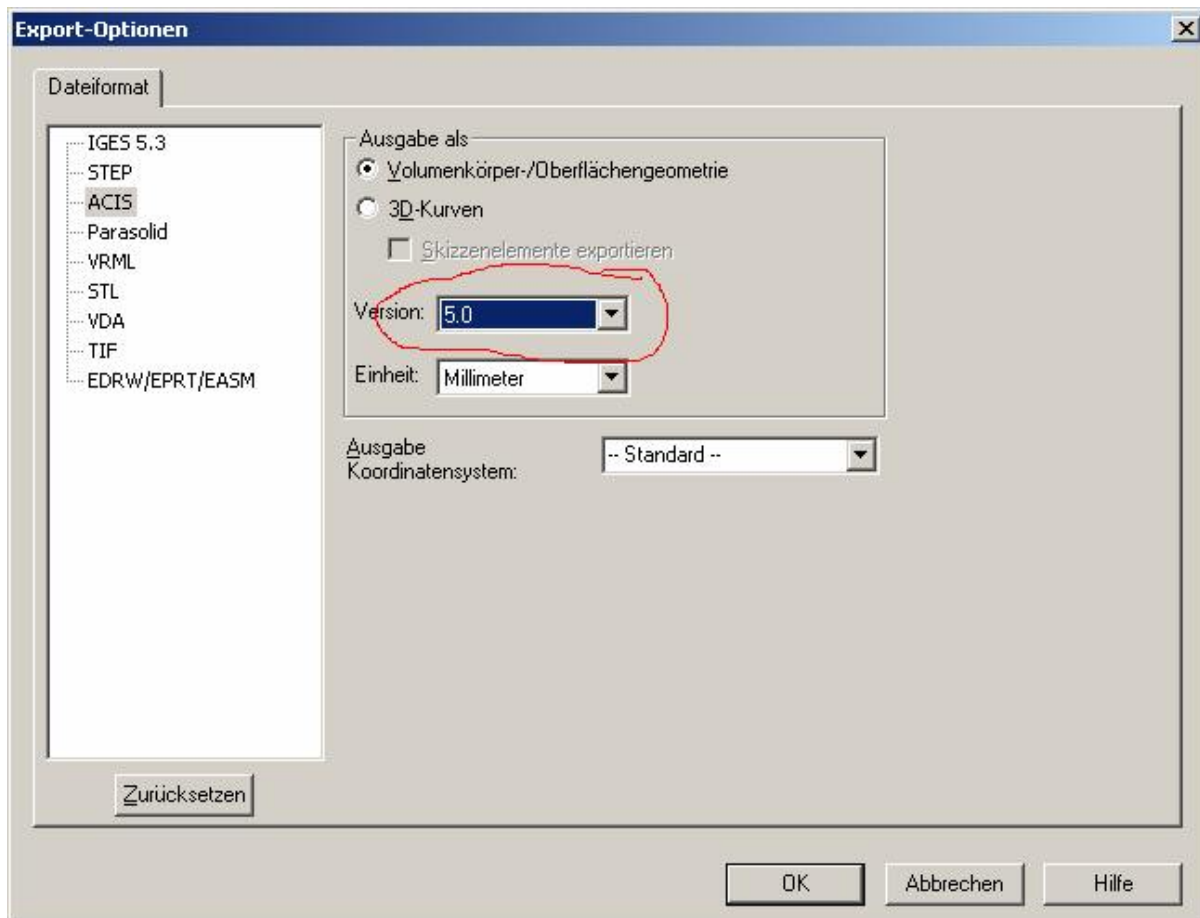 Export-Optionen
Dateiformat
IGES 5.3
STEP
ACIS
Parasolid
VRML
STL
VDA
TIF
EDRW/EPRT/EASM
Zurücksetzen
Ausgabe als
Volumenkörper-/Oberflächengeometrie
3D-Kurven
Skizzenelemente exportieren
Version: 5.0
Einheit: Millimeter
Ausgabe
Koordinatensystem: -- Standard --
OK Abbrechen Hilfe